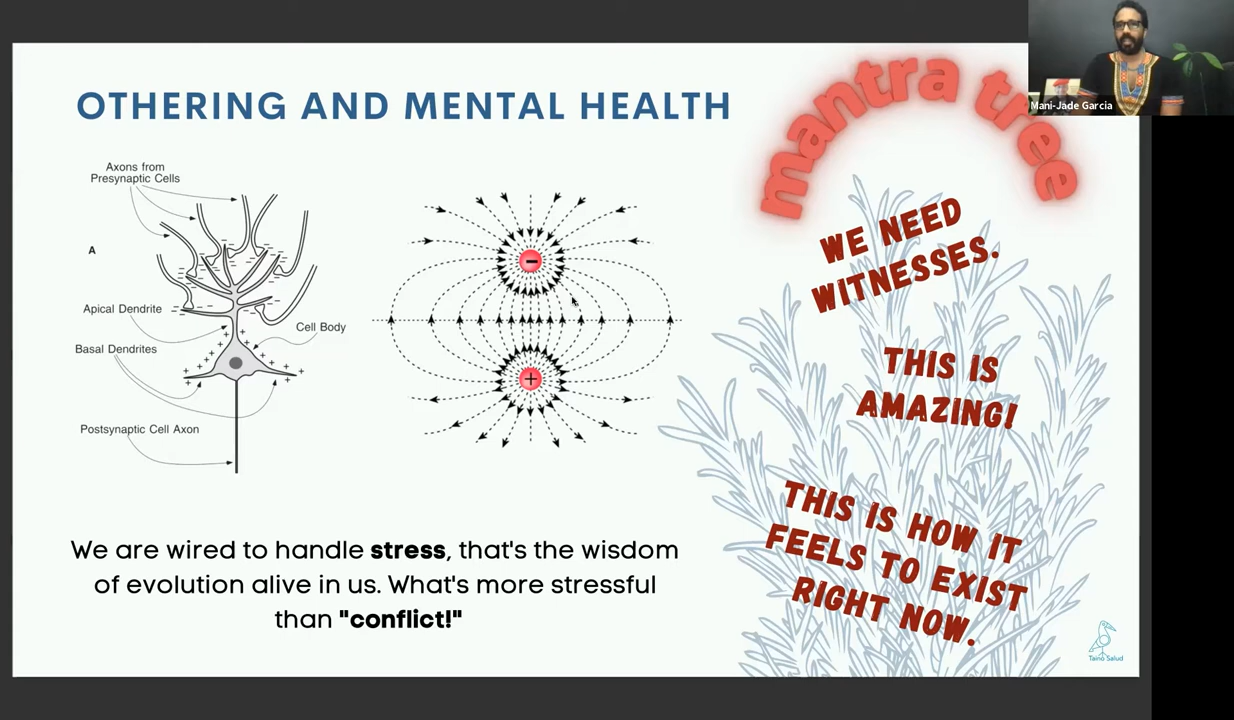 Mani-Jade Garcia
OTHERING AND MENTAL HEALTH
mantra tree
Axons from
Presynaptic Cells
A
Apical Dendrite
Cell Body
Basal Dendrites
Postsynaptic Cell Axon
WE NEED
WITNESSES.
THIS IS
AMAZING!
THIS IS HOW IT
FEELS TO EXIST
RIGHT NOW.
We are wired to handle stress, that's the wisdom
of evolution alive in us. What's more stressful
than "conflict!"
Taíno Salud